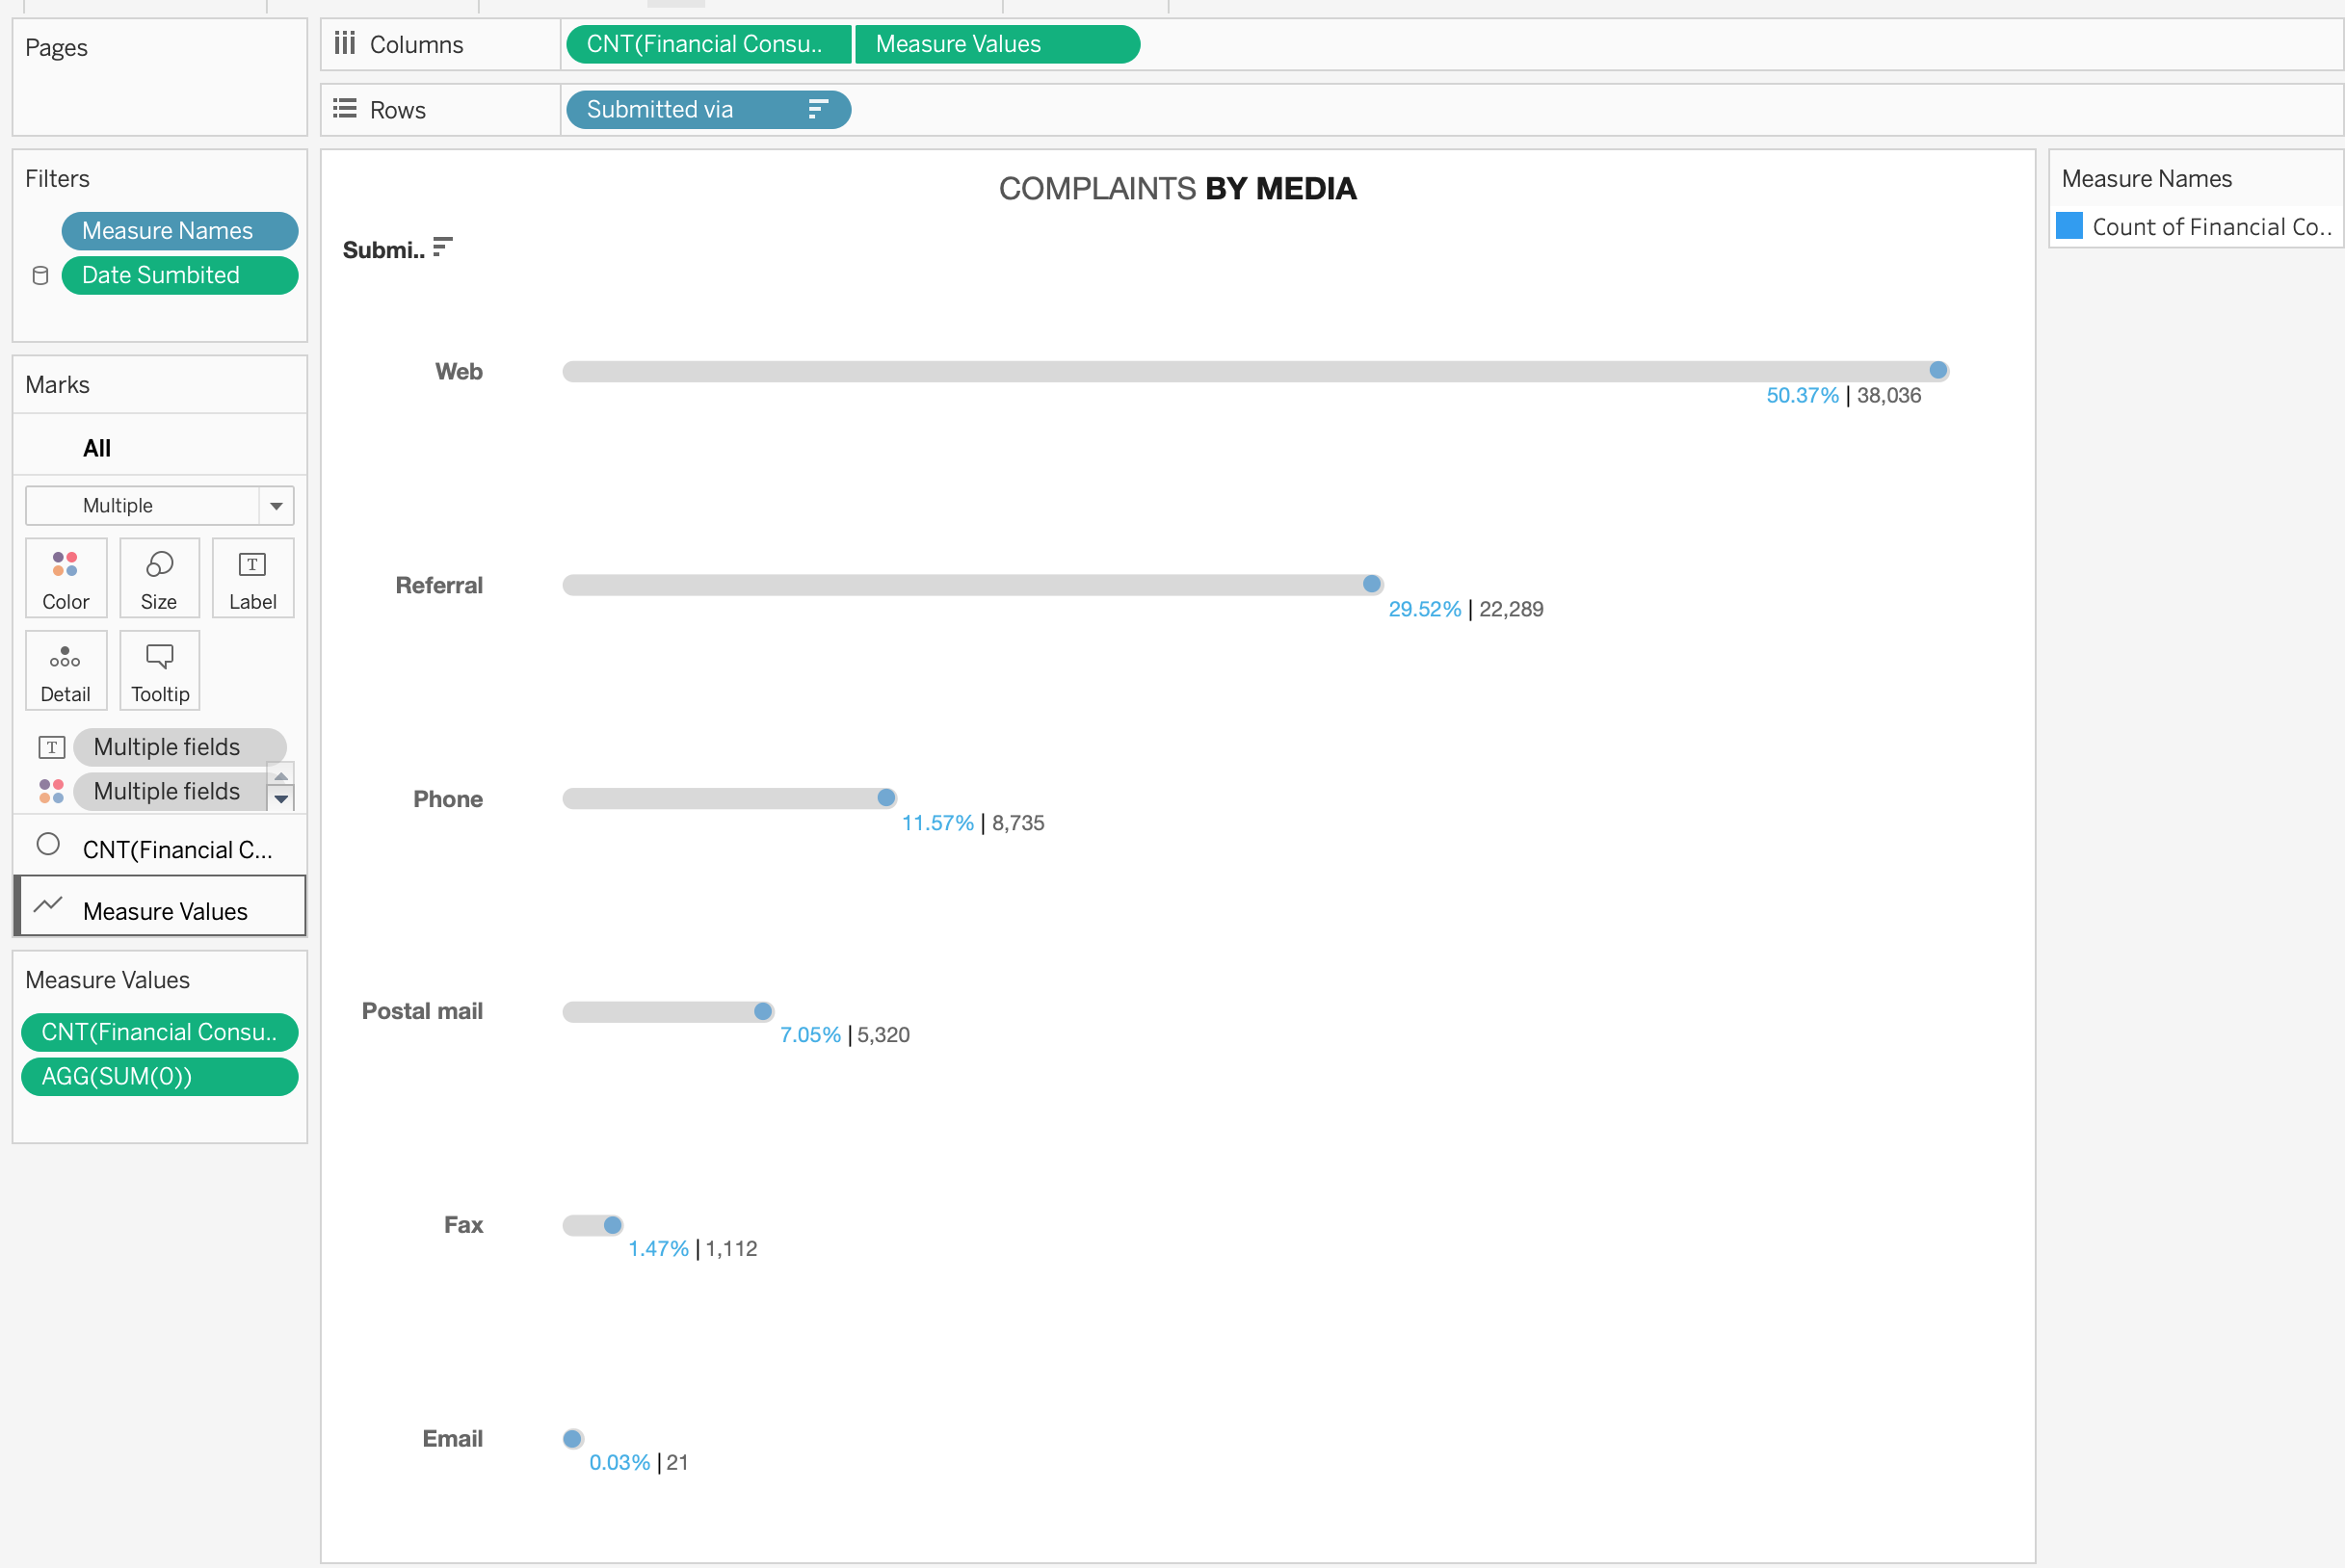 Pages
Columns
CNT(Financial Consu..
Measure Values
Rows
Submitted via
Filters
Measure Names
Date Sumbited
Marks
All
Multiple
Color
Size
T
Label
Detail
Tooltip
T
Multiple fields
Multiple fields
CNT(Financial C...
Measure Values
Measure Values
CNT(Financial Consu..
AGG(SUM(0))
COMPLAINTS BY MEDIA
Submi..
Web
50.37% | 38,036
Referral
29.52% | 22,289
Phone
11.57% | 8,735
Postal mail
7.05% | 5,320
Fax
1.47% | 1,112
Email
0.03% | 21
Measure Names
Count of Financial Co..